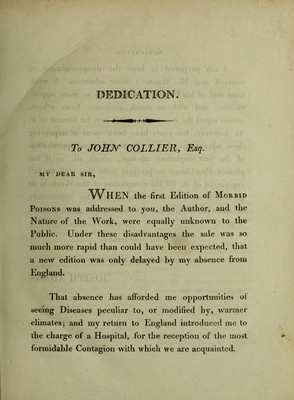 DEDICATION.
To JOHN COLLIER, Esq.
MY DEAR SIR,
WHEN the first Edition of MORBID
POISONS was addressed to you, the Author, and the
Nature of the Work, were equally unknown to the
Public. Under these disadvantages the sale was so
much more rapid than could have been expected, that
a new edition was only delayed by my absence from
England.
That absence has afforded me opportunities of
seeing Diseases peculiar to, or modified by, warmer
climates; and my return to England introduced me to
the charge of a Hospital, for the reception of the most
formidable Contagion with which we are acquainted.